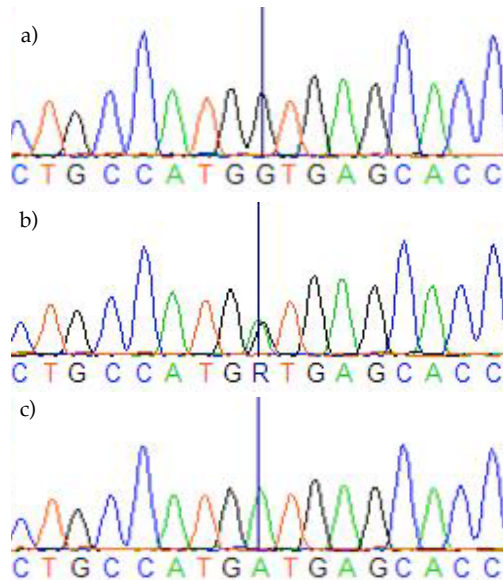 a)
C T G C C A T G G T G A G C A C C
b)
C T G C C A T G R T G A G C A C C
c)
C T G C C A T G A T G A G C A C C